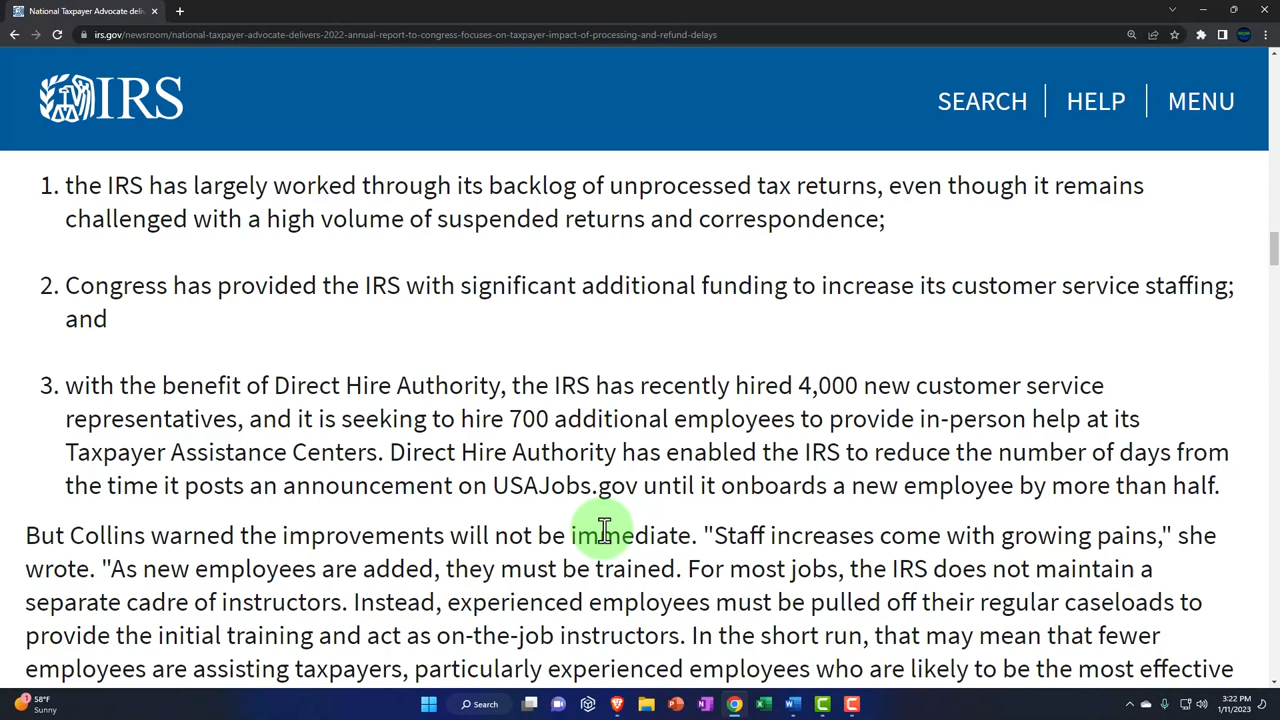 National Taxpayer Advocate deli
irs.gov/newsroom/national-taxpayer-advocate-delivers-2022-annual-report-to-congress-focuses-on-taxpayer-impact-of-processing-and-refund-delays
IRS
SEARCH HELP MENU
1. the IRS has largely worked through its backlog of unprocessed tax returns, even though it remains
challenged with a high volume of suspended returns and correspondence;
2. Congress has provided the IRS with significant additional funding to increase its customer service staffing;
and
3. with the benefit of Direct Hire Authority, the IRS has recently hired 4,000 new customer service
representatives, and it is seeking to hire 700 additional employees to provide in-person help at its
Taxpayer Assistance Centers. Direct Hire Authority has enabled the IRS to reduce the number of days from
the time it posts an announcement on USAJobs.gov until it onboards a new employee by more than half.
But Collins warned the improvements will not be immediate. "Staff increases come with growing pains," she
wrote. "As new employees are added, they must be trained. For most jobs, the IRS does not maintain a
separate cadre of instructors. Instead, experienced employees must be pulled off their regular caseloads to
provide the initial training and act as on-the-job instructors. In the short run, that may mean that fewer
employees are assisting taxpayers, particularly experienced employees who are likely to be the most effective
1
58°F
Sunny
Search
3:22 PM
1/11/2023